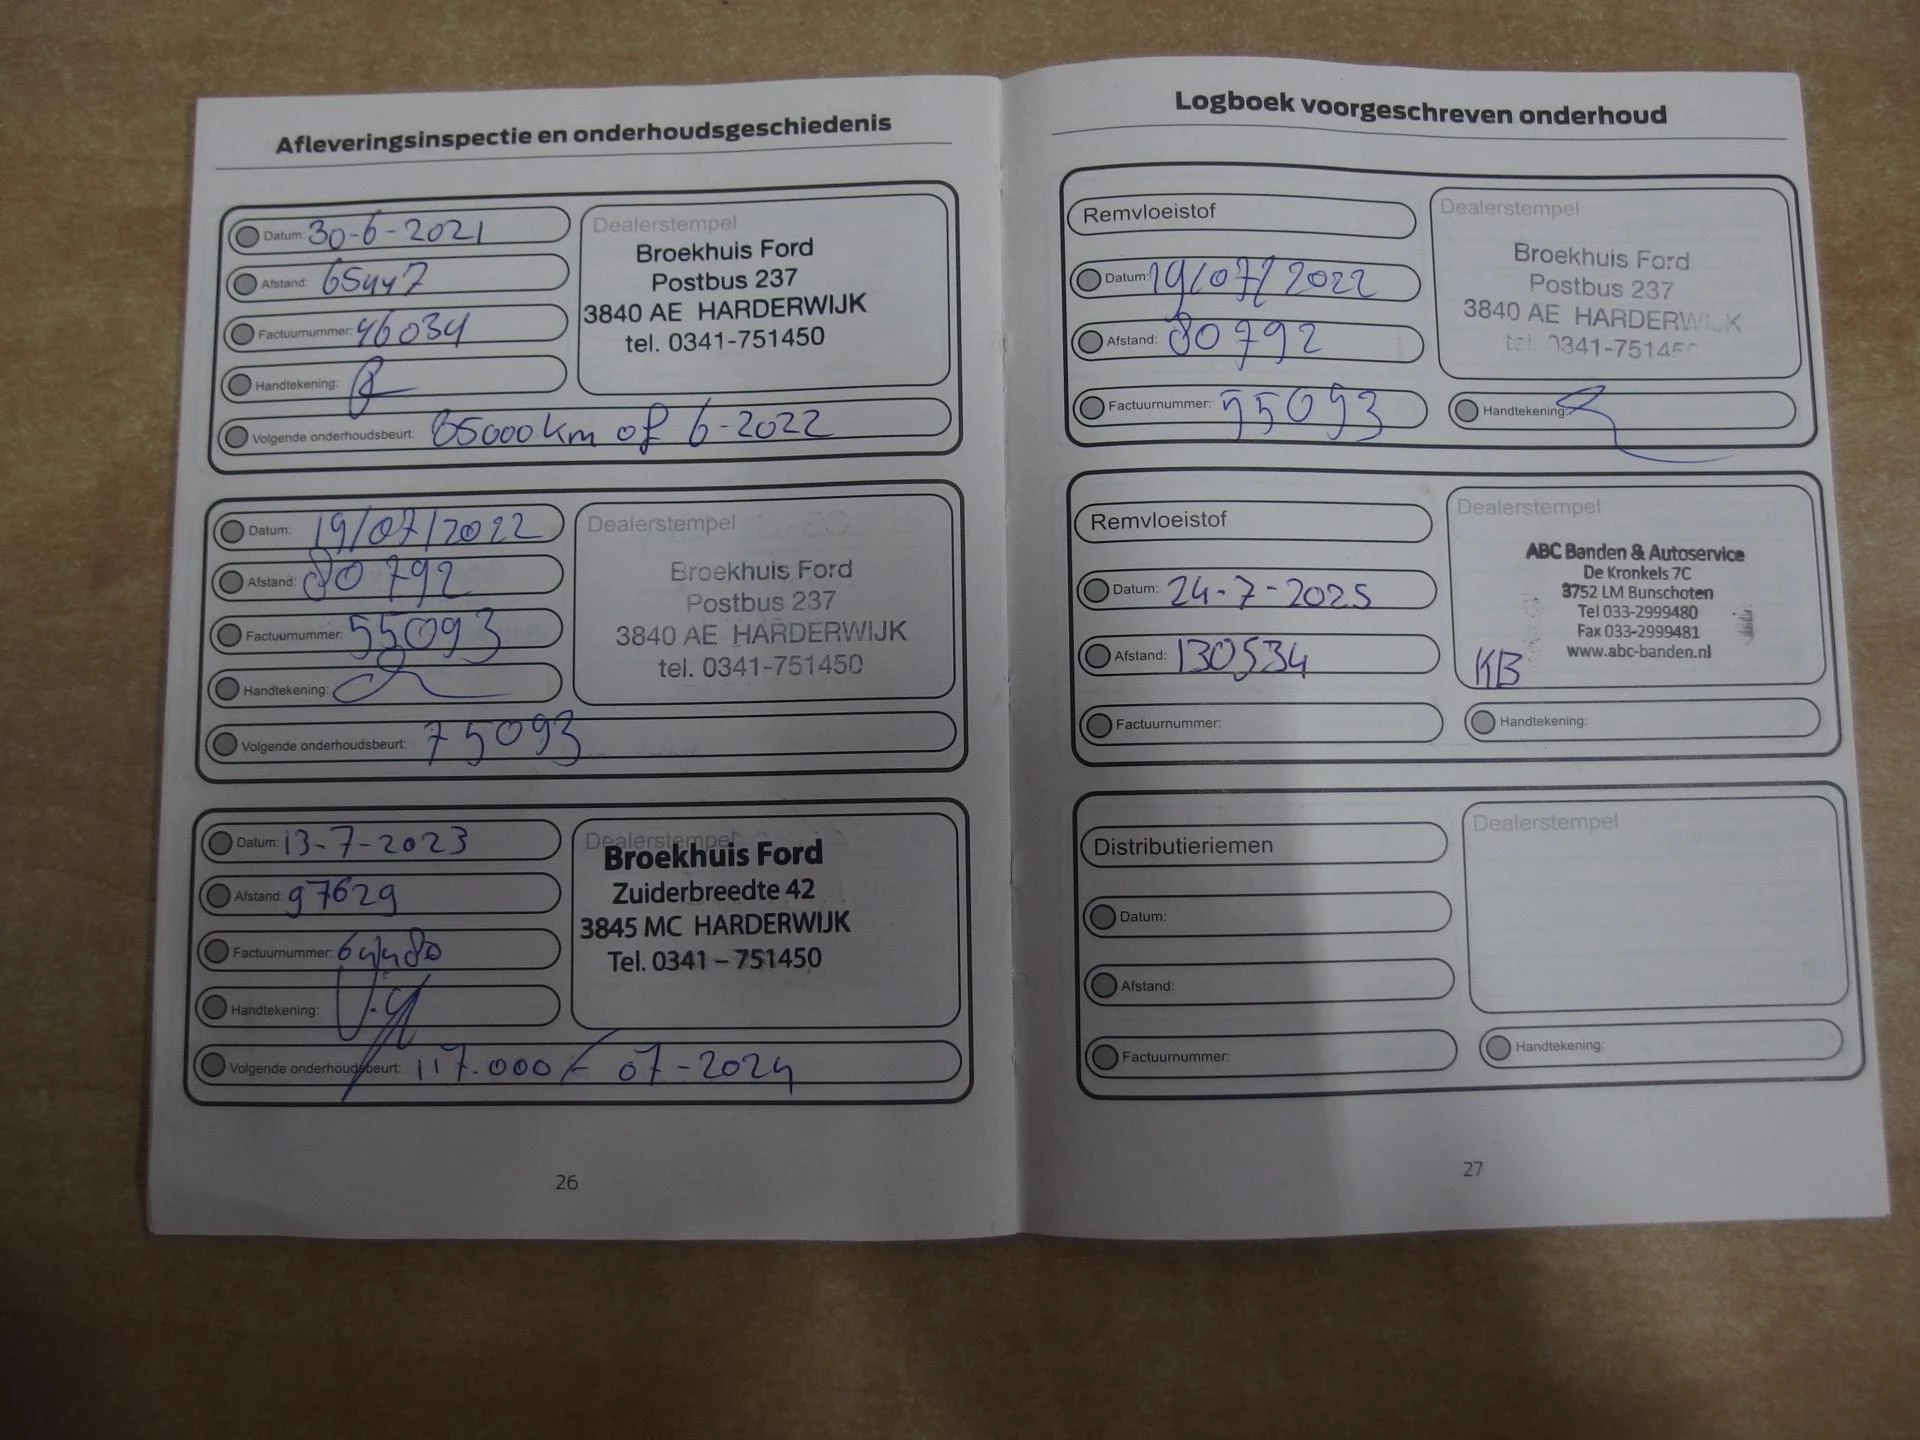 Afleveringsinspectie en onderhoudsgeschiedenis
Datum: 30-6-2021
Afstand: 65447
Factuurnummer: 46034
Handtekening:
Volgende onderhoudsbeurt: 85000km of 6-2022
Dealerstempel
Broekhuis Ford
Postbus 237
3840 AE HARDERWIJK
tel. 0341-751450
Datum: 19/07/2022
Afstand: 80792
Factuurnummer: 55093
Handtekening:
Volgende onderhoudsbeurt: 75093
Dealerstempel
Broekhuis Ford
Postbus 237
3840 AE HARDERWIJK
tel. 0341-751450
Datum: 13-7-2023
Afstand: 97629
Factuurnummer: 64480
Handtekening:
Volgende onderhoudsbeurt: 117.000 / 07-2024
Dealerstempel
Broekhuis Ford
Zuiderbreedte 42
3845 MC HARDERWIJK
Tel. 0341 – 751450
26
Logboek voorgeschreven onderhoud
Remvloeistof
Datum: 19/07/2022
Afstand: 80792
Factuurnummer: 55093
Dealerstempel
Broekhuis Ford
Postbus 237
3840 AE HARDERWIJK
tel. 0341-75145
Handtekening:
Remvloeistof
Datum: 24-7-2025
Afstand: 130534
Factuurnummer:
Dealerstempel
ABC Banden & Autoservice
De Kronkels 7C
3752 LM Bunschoten
Tel 033-2999480
Fax 033-2999481
www.abc-banden.nl
KB
Handtekening:
Distributieriemen
Datum:
Afstand:
Factuurnummer:
Dealerstempel
Handtekening:
27